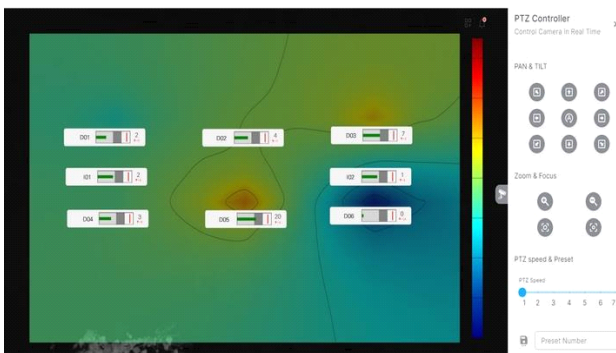 PTZ Controller
Control Camera In Real Time
PAN & TILT
D01 2
D02 4
D03 7
I01 2
I02 1
D04 3
D05 20
D06
Zoom & Focus
PTZ speed & Preset
PTZ Speed
1 2 3 4 5 6 7
Preset Number